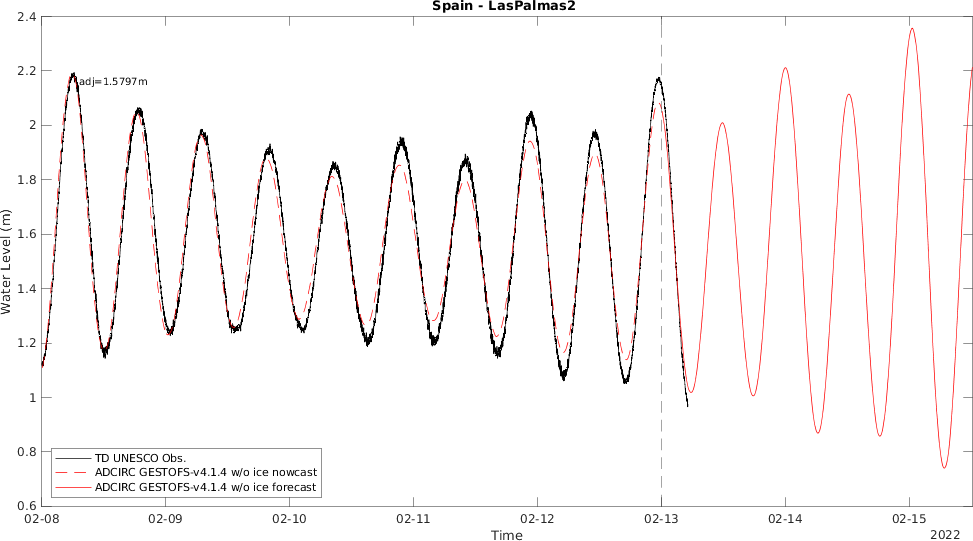 Spain - LasPalmas2
adj=1.5797m
2.4
2.2
2
1.8
1.6
1.4
1.2
1
0.8
0.6
Water Level (m)
TD UNESCO Obs.
ADCIRC GESTOFS-v4.1.4 w/o ice nowcast
ADCIRC GESTOFS-v4.1.4 w/o ice forecast
02-08 02-09 02-10 02-11 02-12 02-13 02-14 02-15
Time
2022